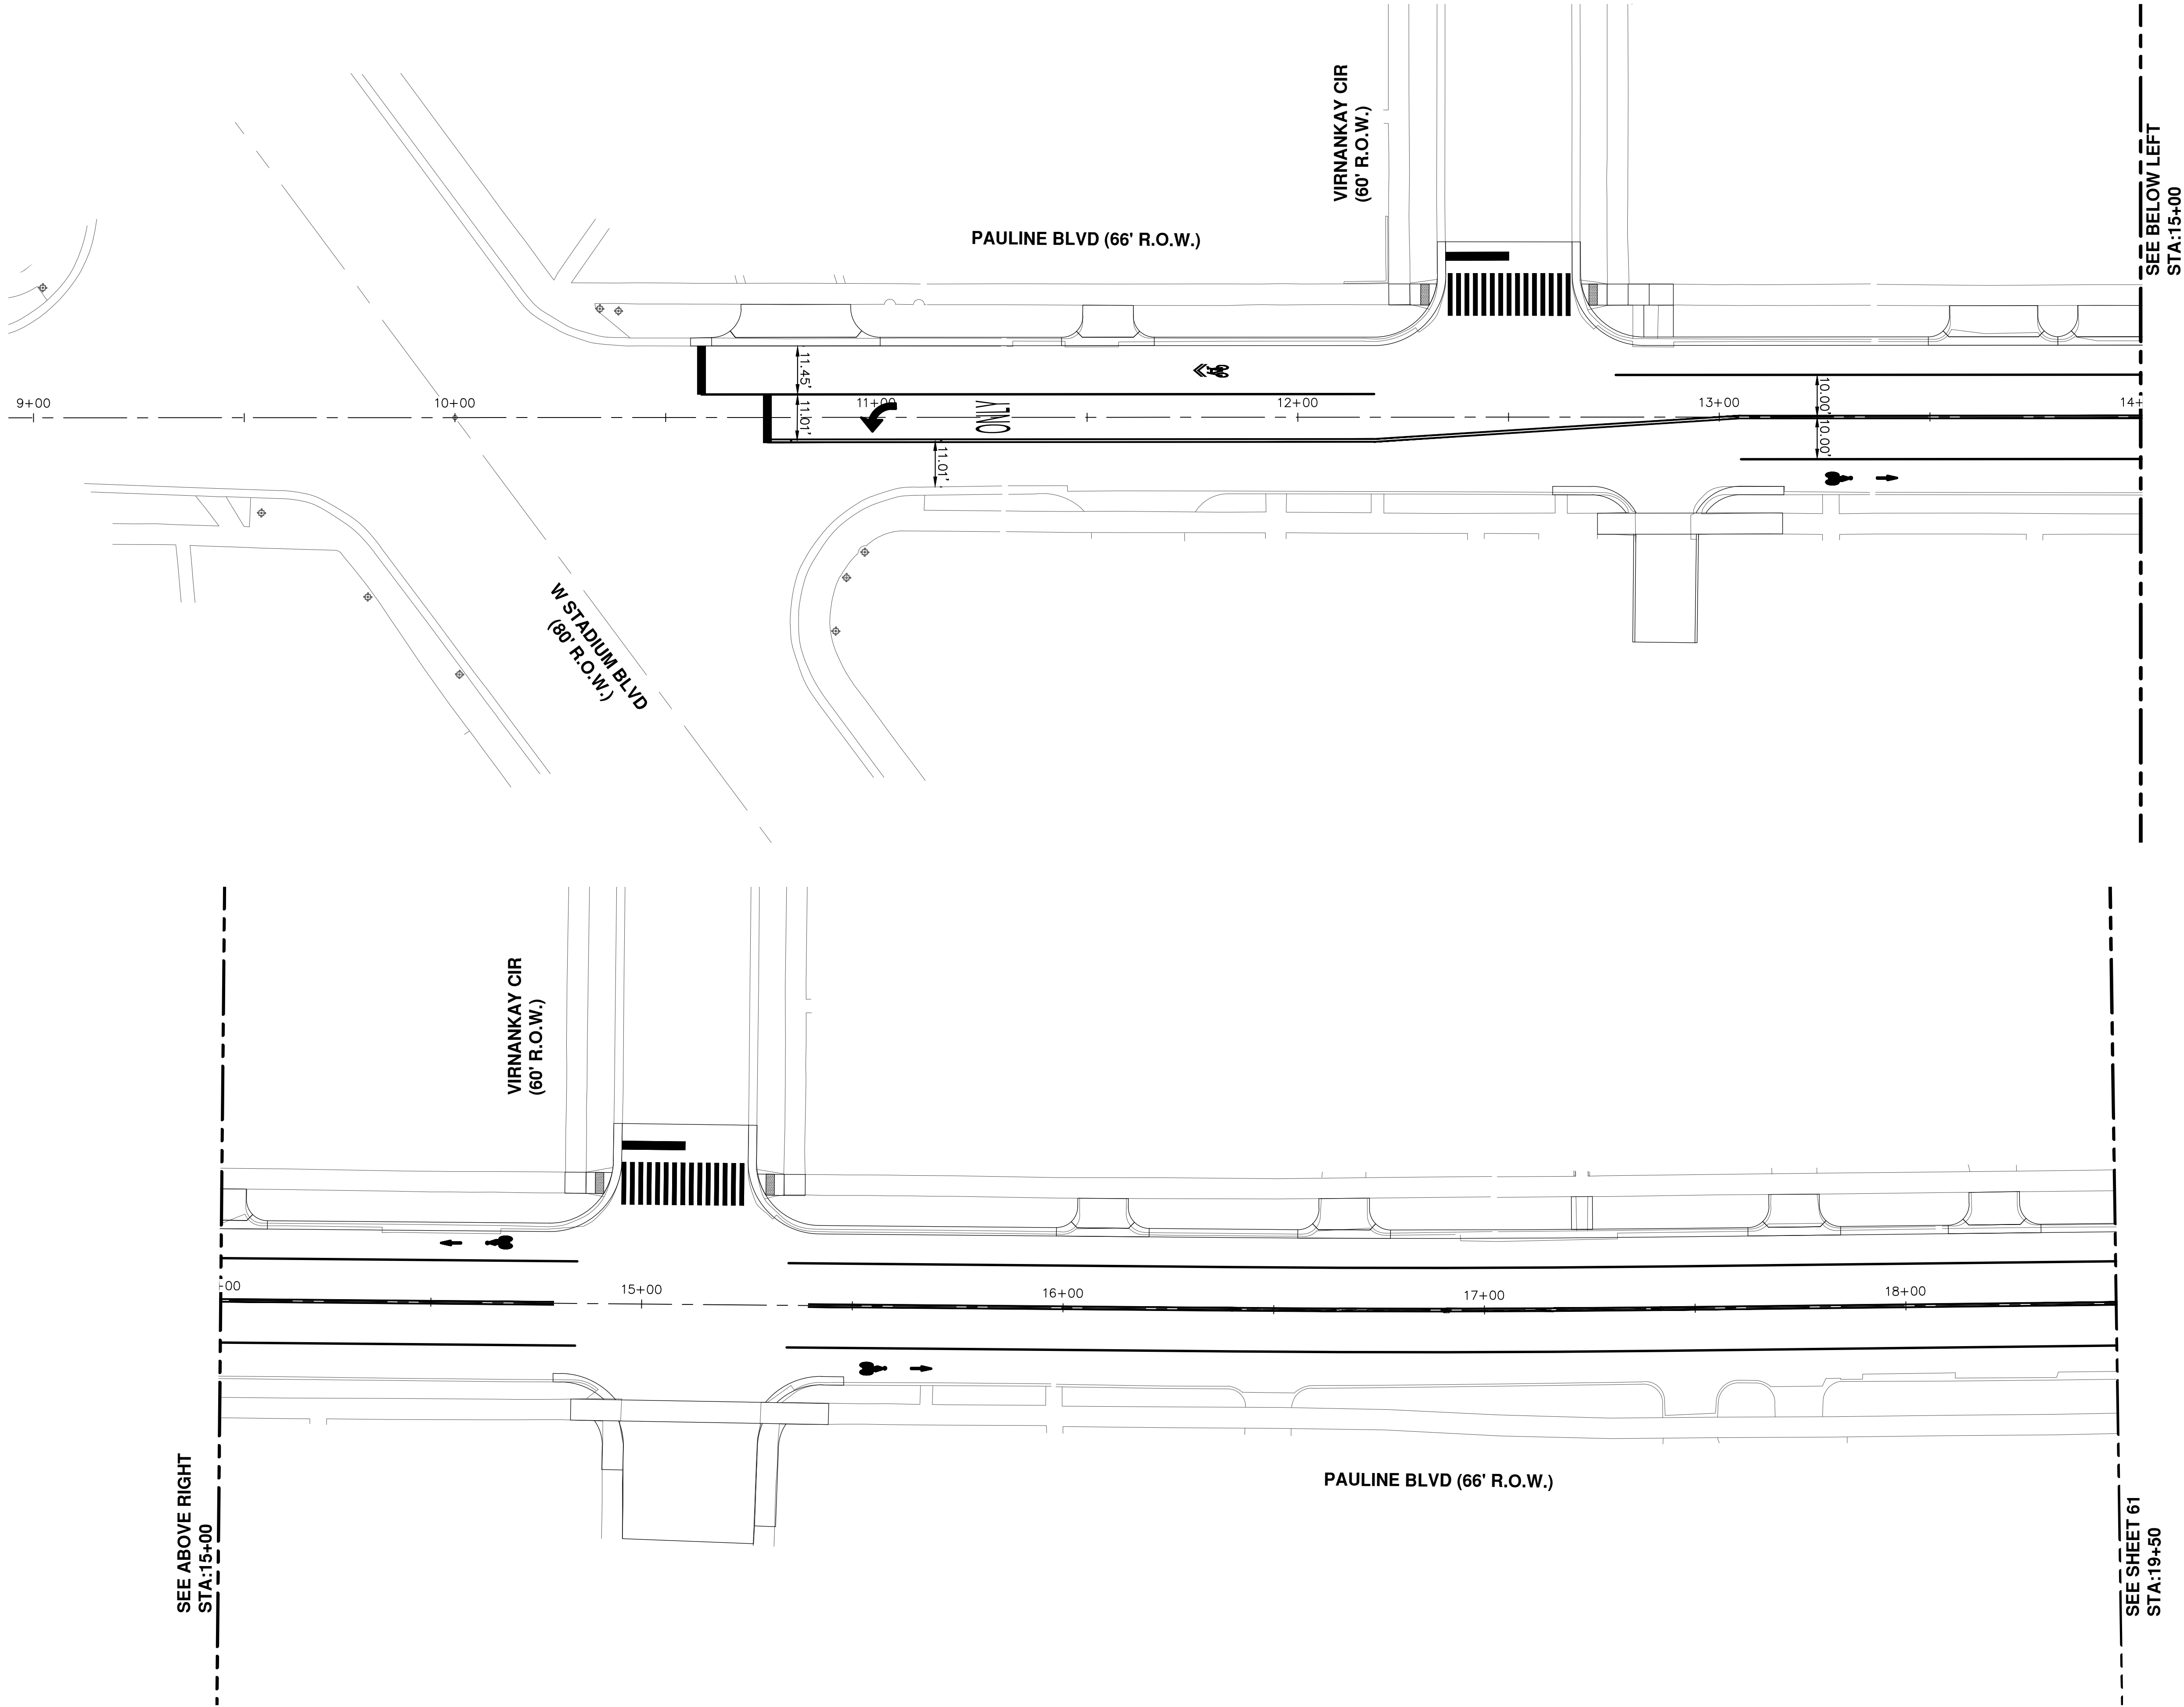 VIRNANKAY CIR
(60' R.O.W.)
SEE BELOW LEFT
STA:15+00
PAULINE BLVD (66' R.O.W.)
11.45'
9+00
10+00
11+00
12+00
13+00
14+
11.01'
ONLY
10.00'
10.00'
11.01'
W STADIUM BLVD
(80' R.O.W.)
VIRNANKAY CIR
(60' R.O.W.)
-00
15+00
16+00
17+00
18+00
PAULINE BLVD (66' R.O.W.)
SEE ABOVE RIGHT
STA:15+00
SEE SHEET 61
STA:19+50